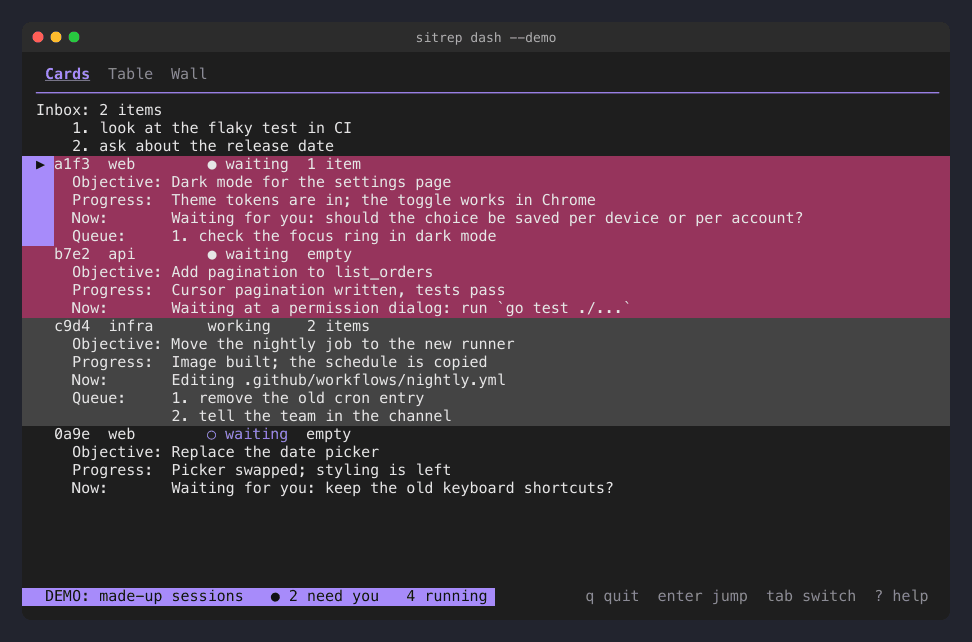 sitrep dash --demo
Cards Table Wall
Inbox: 2 items
1. look at the flaky test in CI
2. ask about the release date
▶ a1f3 web ● waiting 1 item
Objective: Dark mode for the settings page
Progress: Theme tokens are in; the toggle works in Chrome
Now: Waiting for you: should the choice be saved per device or per account?
Queue: 1. check the focus ring in dark mode
b7e2 api ● waiting empty
Objective: Add pagination to list_orders
Progress: Cursor pagination written, tests pass
Now: Waiting at a permission dialog: run `go test ./...`
c9d4 infra working 2 items
Objective: Move the nightly job to the new runner
Progress: Image built; the schedule is copied
Now: Editing .github/workflows/nightly.yml
Queue: 1. remove the old cron entry
2. tell the team in the channel
0a9e web ○ waiting empty
Objective: Replace the date picker
Progress: Picker swapped; styling is left
Now: Waiting for you: keep the old keyboard shortcuts?
DEMO: made-up sessions ● 2 need you 4 running q quit enter jump tab switch ? help